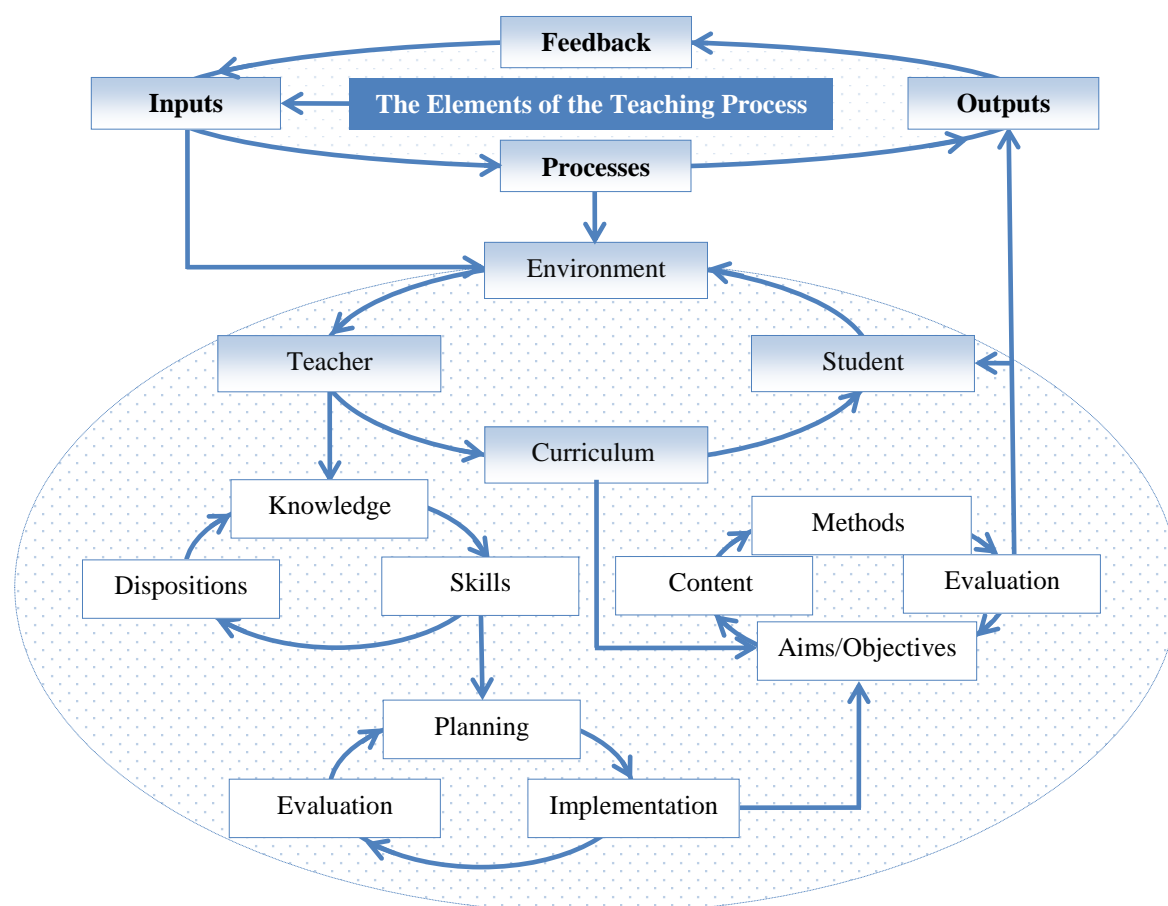 Feedback
Inputs
The Elements of the Teaching Process
Outputs
Processes
Environment
Teacher
Student
Curriculum
Knowledge
Methods
Dispositions
Skills
Content
Evaluation
Aims/Objectives
Planning
Evaluation
Implementation